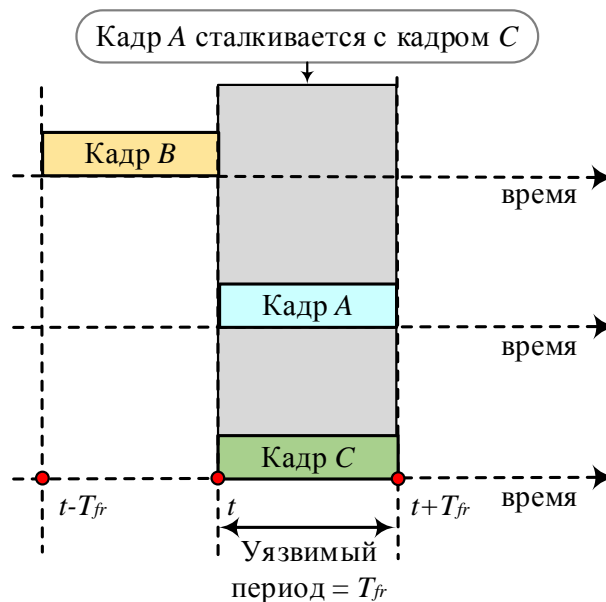 Кадр A сталкивается с кадром C
Кадр B
время
Кадр A
время
Кадр C
время
t-Tfr
t
t+Tfr
Уязвимый
период = Tfr